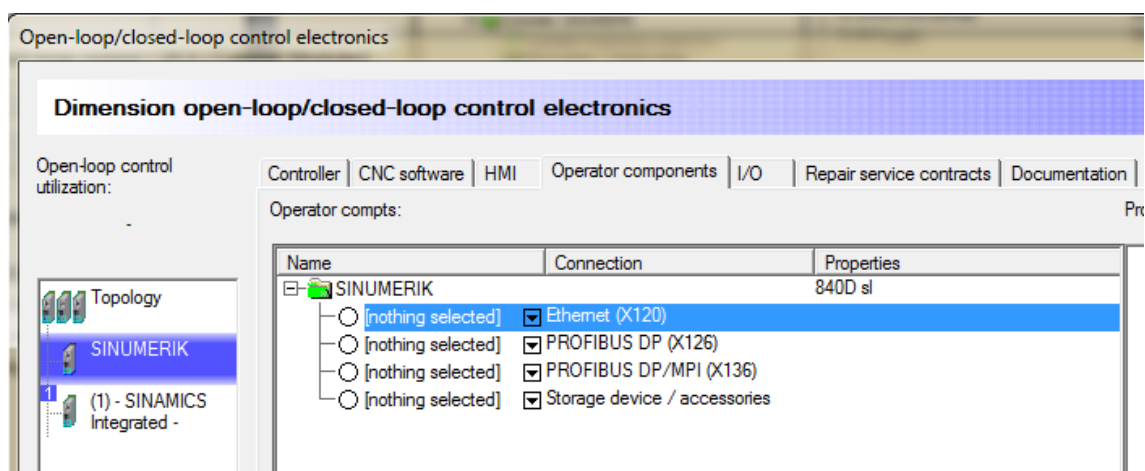 Open-loop/closed-loop control electronics
Dimension open-loop/closed-loop control electronics
Open-loop control
utilization:
-
Controller CNC software HMI Operator components I/O Repair service contracts Documentation
Operator compts:
Name Connection Properties
SINUMERIK 840D sl
[nothing selected] Ethernet (X120)
[nothing selected] PROFIBUS DP (X126)
[nothing selected] PROFIBUS DP/MPI (X136)
[nothing selected] Storage device / accessories
Topology
SINUMERIK
1
(1) - SINAMICS
Integrated -